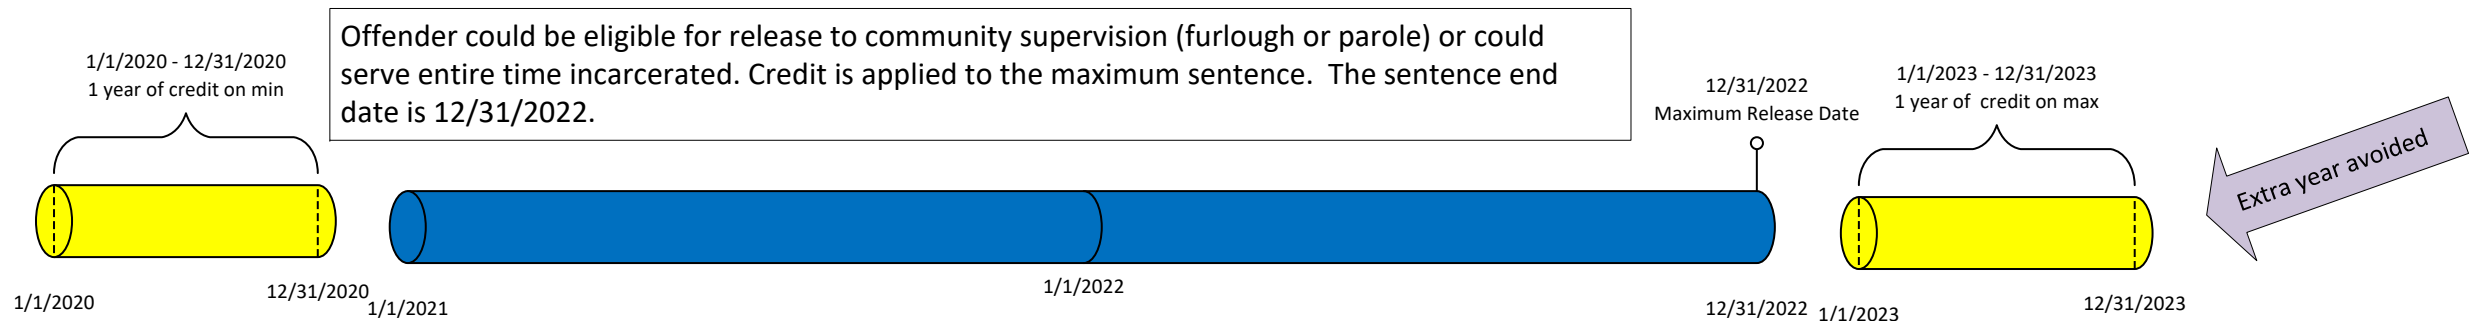 1/1/2020 - 12/31/2020
1 year of credit on min
Offender could be eligible for release to community supervision (furlough or parole) or could
serve entire time incarcerated. Credit is applied to the maximum sentence.  The sentence end
date is 12/31/2022.
12/31/2022
Maximum Release Date
1/1/2023 - 12/31/2023
1 year of  credit on max
Extra year avoided
1/1/2020
12/31/2020
1/1/2021
1/1/2022
12/31/2022
1/1/2023
12/31/2023